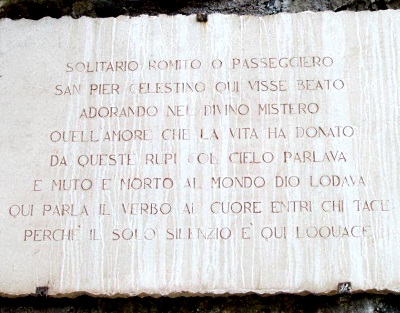 SOLITARIO ROMITO O PASSEGGIERO
SAN PIER CELESTINO QUI VISSE BEATO
ADORANDO NEL DIVINO MISTERO
QUELL'AMORE CHE LA VITA HA DONATO
DA QUESTE RUPI COL CIELO PARLAVA
E MUTO E MORTO AL MONDO DIO LODAVA
QUI PARLA IL VERBO AL CUORE ENTRI CHI TACE
PERCHE' IL SOLO SILENZIO E' QUI LOQUACE